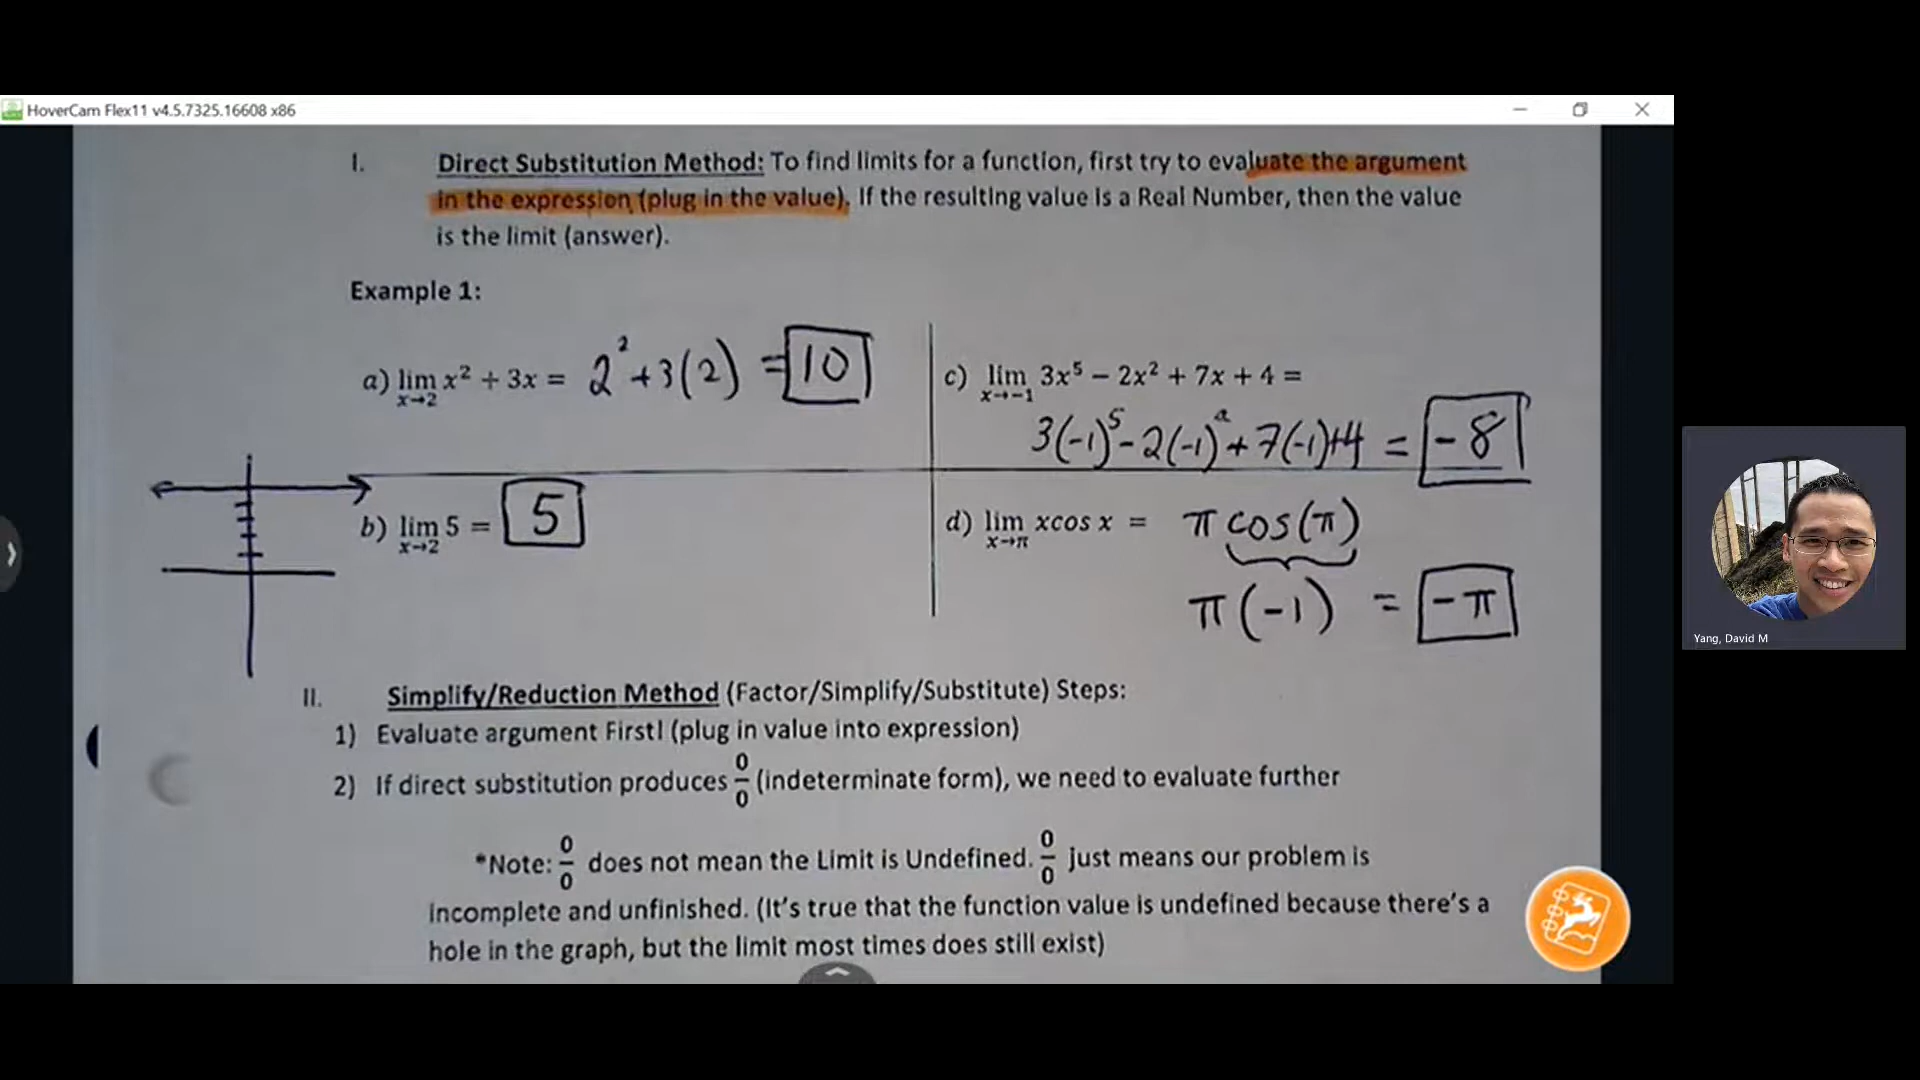 HoverCam Flex11 v4.5.7325.16608 x86
I. Direct Substitution Method: To find limits for a function, first try to evaluate the argument
in the expression (plug in the value). If the resulting value is a Real Number, then the value
is the limit (answer).
Example 1:
a) lim x→2 x² + 3x = 2² + 3(2) = 10
c) lim x→-1 3x⁵ − 2x² + 7x + 4 =
3(-1)⁵ - 2(-1)² + 7(-1) + 4 = -8
b) lim x→2 5 = 5
d) lim x→π xcos x = π cos(π)
π(-1) = -π
II. Simplify/Reduction Method (Factor/Simplify/Substitute) Steps:
1) Evaluate argument First! (plug in value into expression)
2) If direct substitution produces 0/0 (indeterminate form), we need to evaluate further
*Note: 0/0 does not mean the Limit is Undefined. 0/0 just means our problem is
incomplete and unfinished. (It's true that the function value is undefined because there's a
hole in the graph, but the limit most times does still exist)
Yang, David M